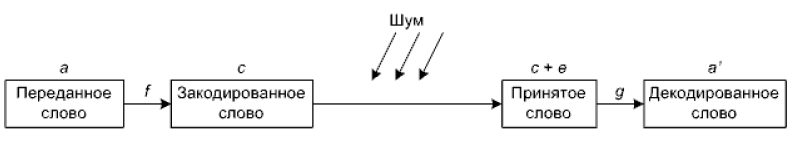 Шум
a
c
c + e
a'
Переданное
слово
f
Закодированное
слово
Принятое
слово
g
Декодированное
слово